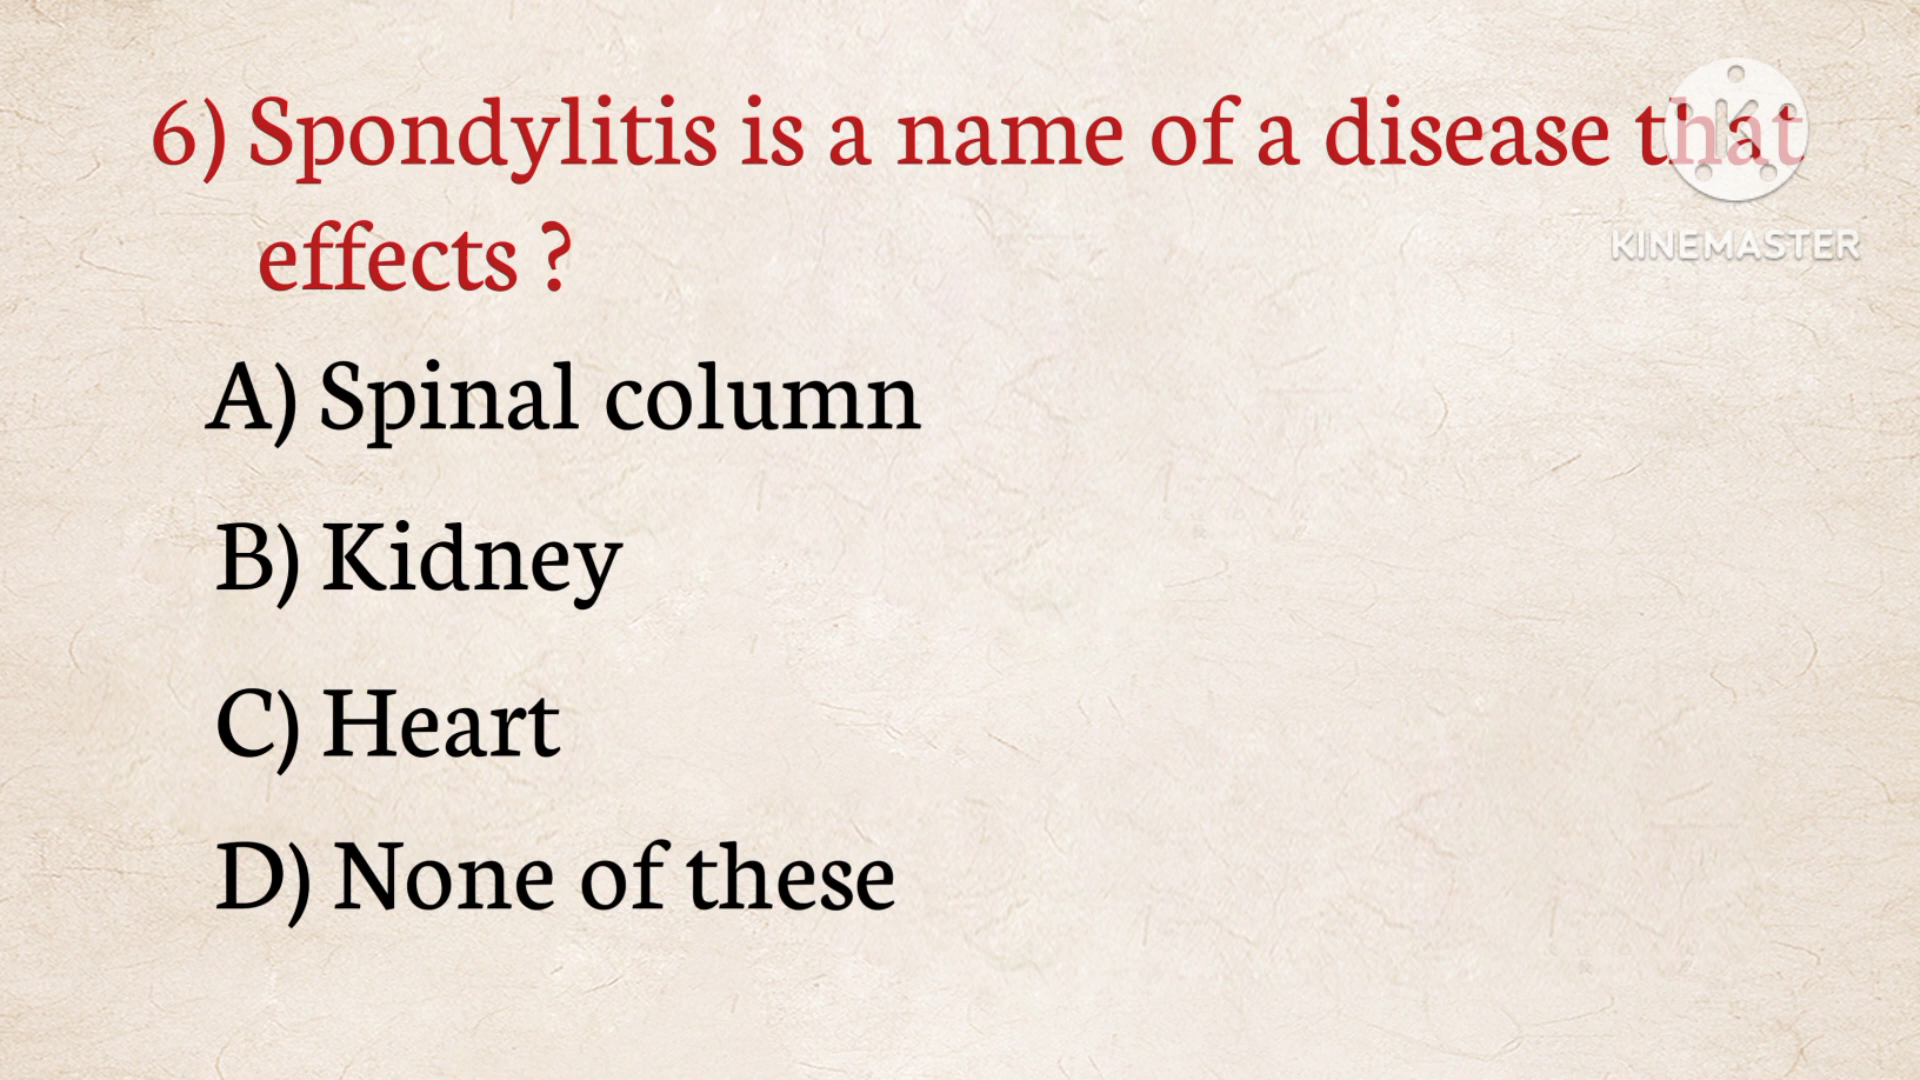 6) Spondylitis is a name of a disease that
effects ?
KINEMASTER
A) Spinal column
B) Kidney
C) Heart
D) None of these